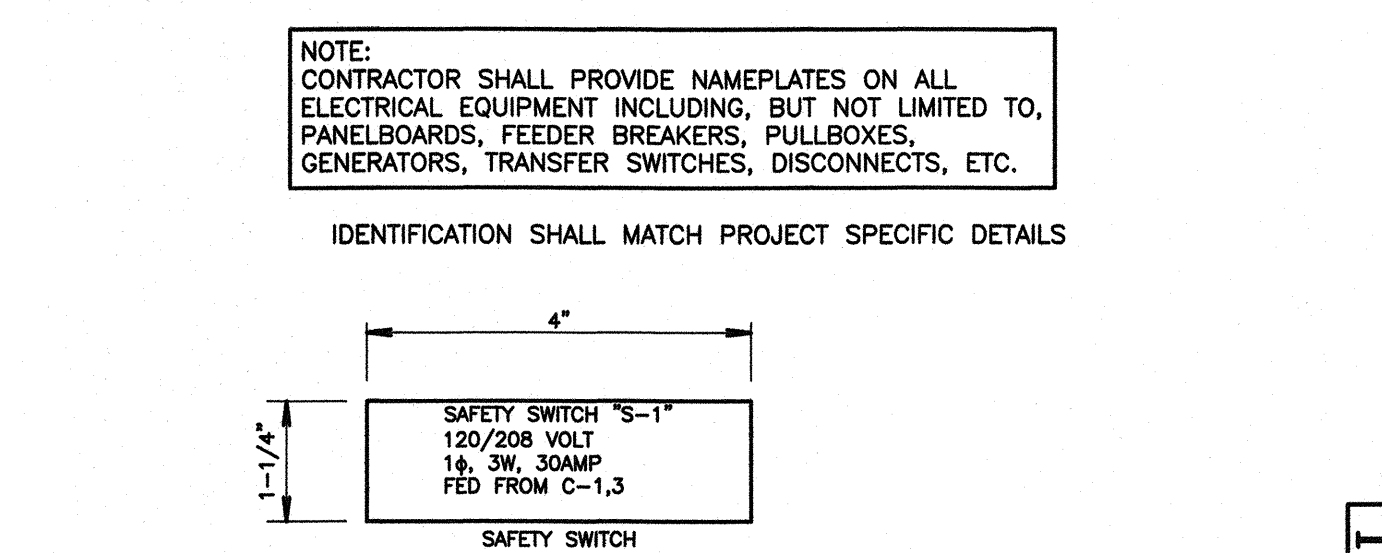 NOTE:
CONTRACTOR SHALL PROVIDE NAMEPLATES ON ALL
ELECTRICAL EQUIPMENT INCLUDING, BUT NOT LIMITED TO,
PANELBOARDS, FEEDER BREAKERS, PULLBOXES,
GENERATORS, TRANSFER SWITCHES, DISCONNECTS, ETC.
IDENTIFICATION SHALL MATCH PROJECT SPECIFIC DETAILS
4"
1-1/4"
SAFETY SWITCH "S-1"
120/208 VOLT
1ϕ, 3W, 30AMP
FED FROM C-1,3
SAFETY SWITCH